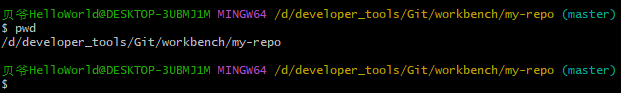 贝爷HelloWorld@DESKTOP-3UBMJ1M MINGW64 /d/developer_tools/Git/workbench/my-repo (master)
$ pwd
/d/developer_tools/Git/workbench/my-repo
贝爷HelloWorld@DESKTOP-3UBMJ1M MINGW64 /d/developer_tools/Git/workbench/my-repo (master)
$